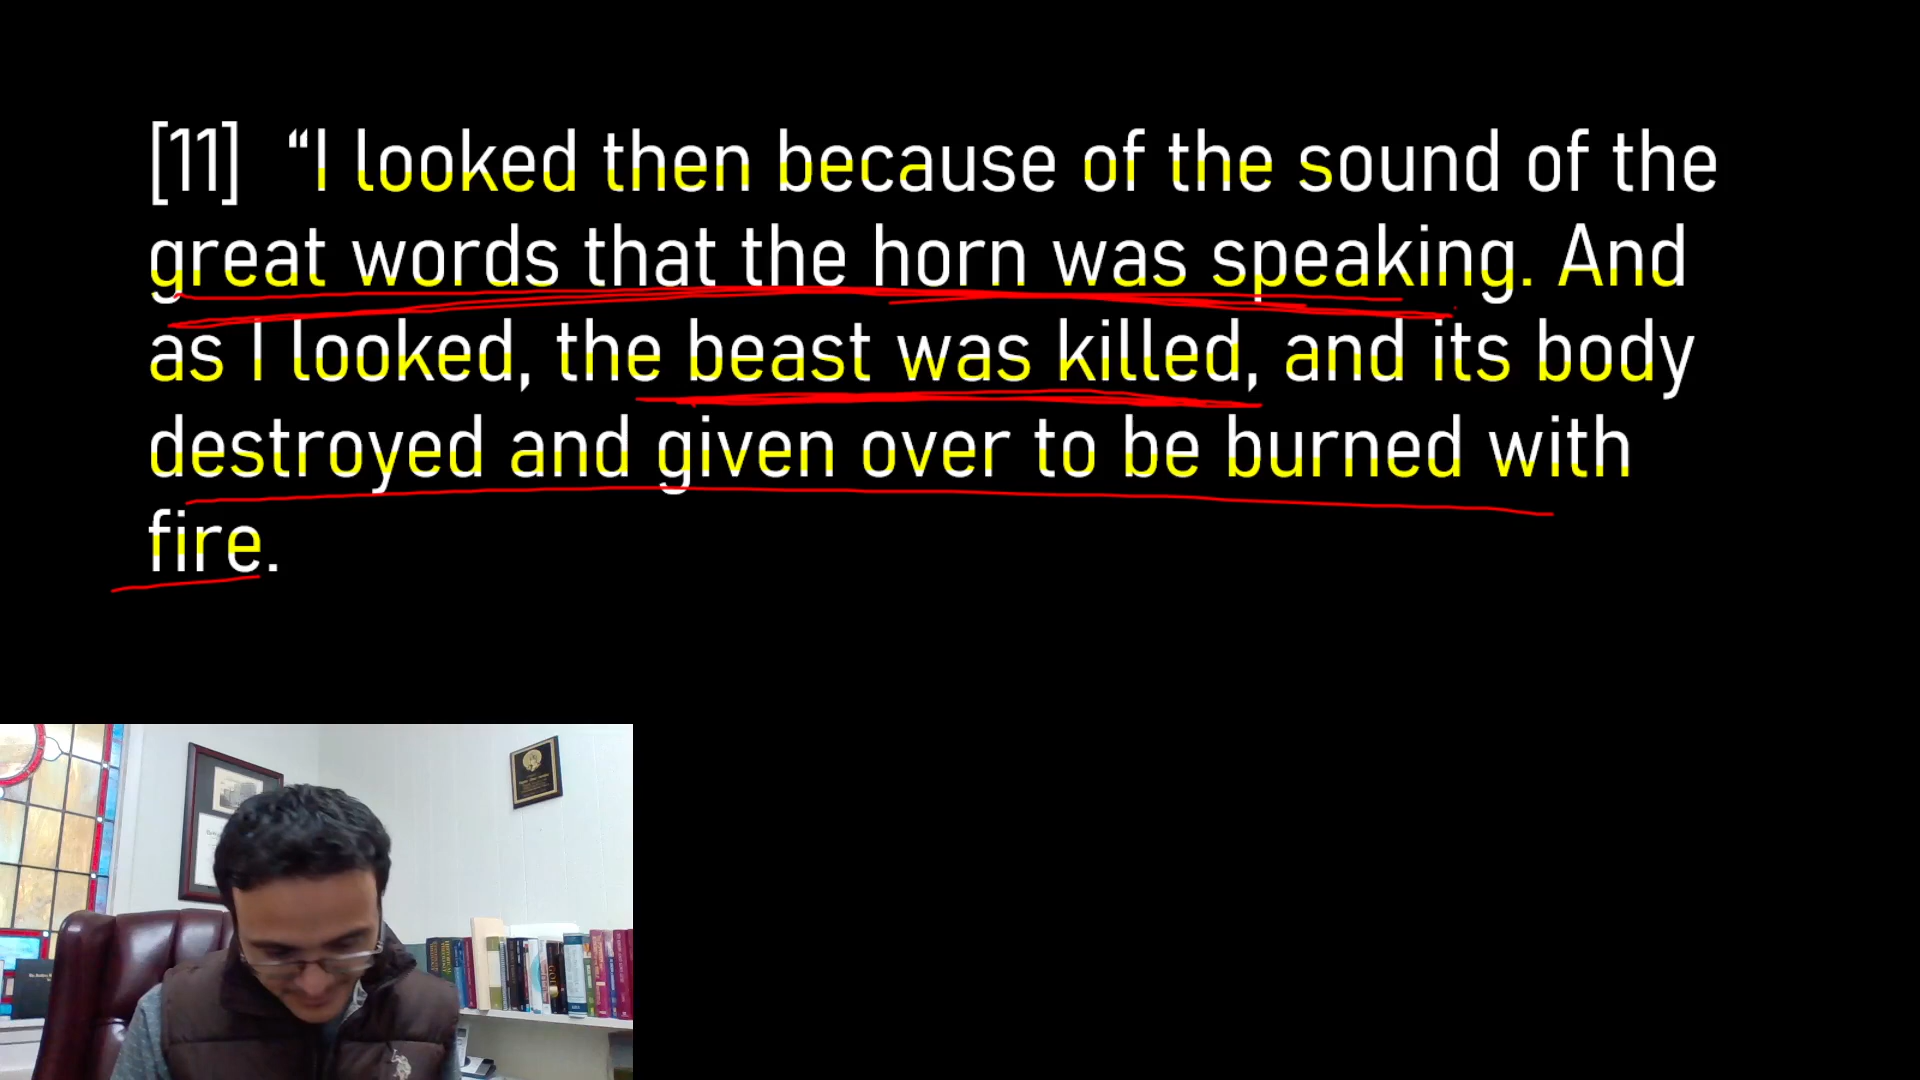 [11] “I looked then because of the sound of the
great words that the horn was speaking. And
as I looked, the beast was killed, and its body
destroyed and given over to be burned with
fire.